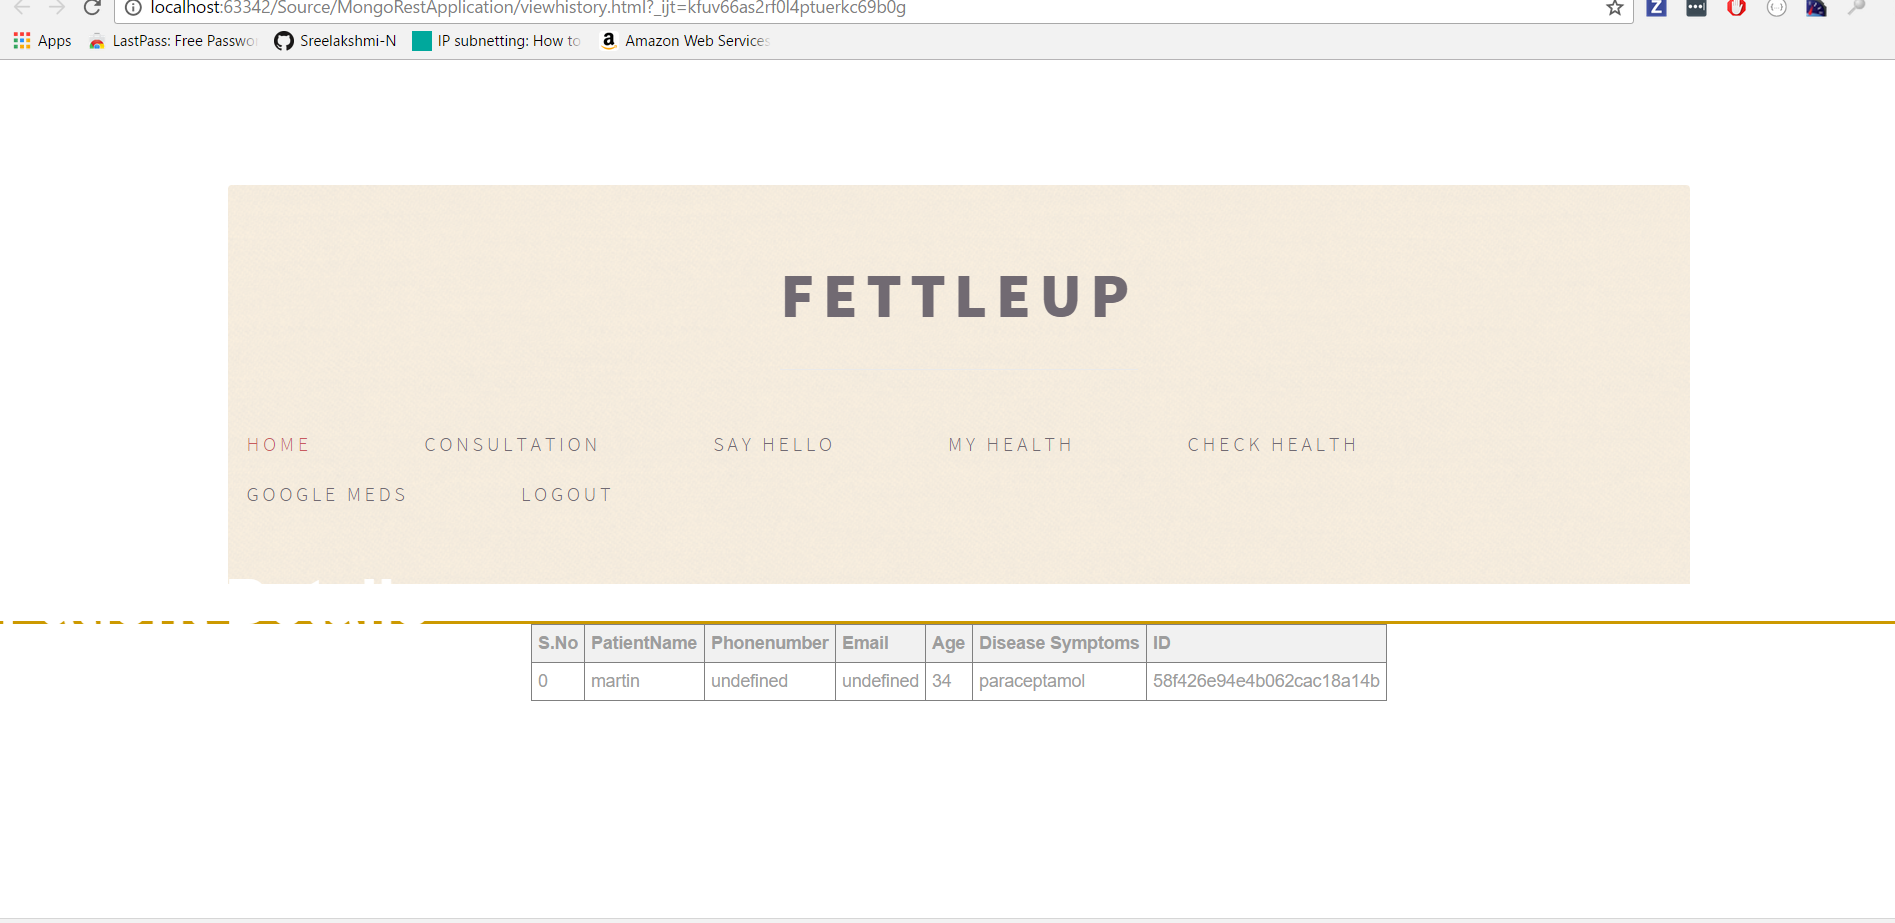 localhost:63342/Source/MongoRestApplication/viewhistory.html?_ijt=kfuv66as2rf0l4ptuerkc69b0g
Apps LastPass: Free Passwo Sreelakshmi-N IP subnetting: How to Amazon Web Services
FETTLEUP
HOME CONSULTATION SAY HELLO MY HEALTH CHECK HEALTH
GOOGLE MEDS LOGOUT
Details
S.No PatientName Phonenumber Email Age Disease Symptoms ID
0 martin undefined undefined 34 paraceptamol 58f426e94e4b062cac18a14b